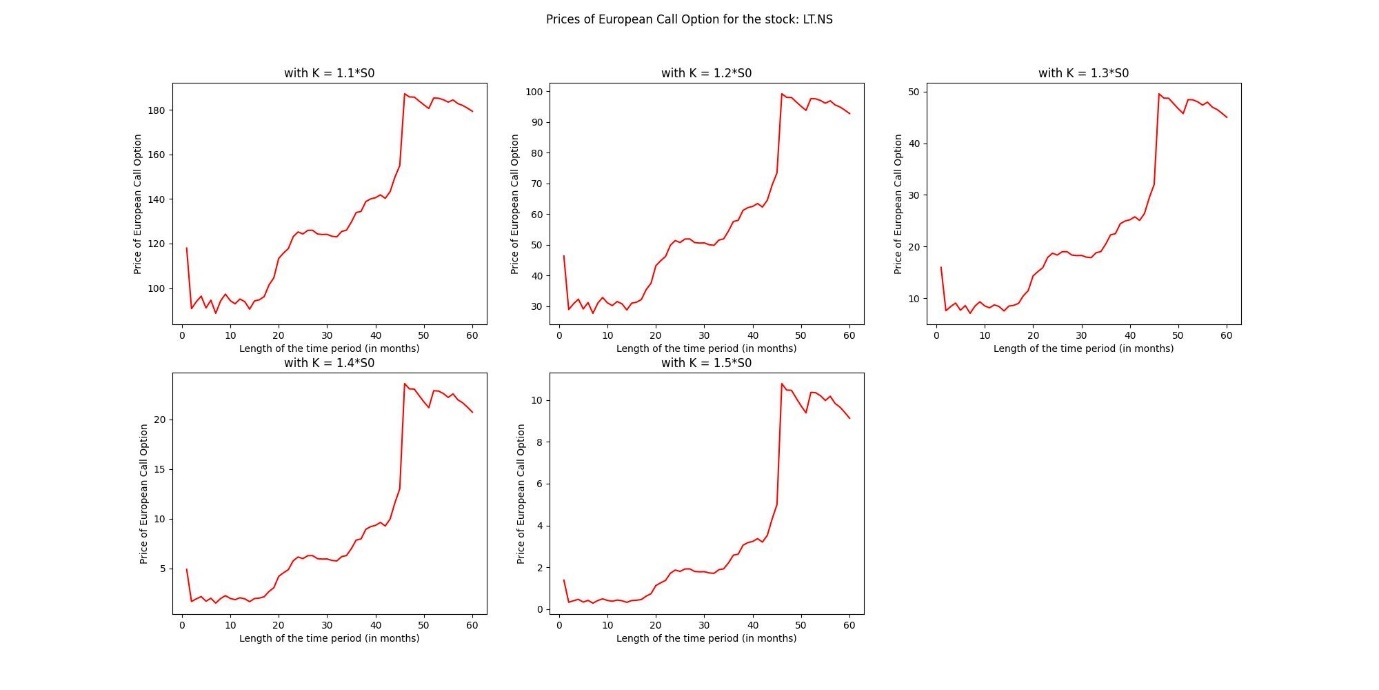 Prices of European Call Option for the stock: LT.NS
with K = 1.1*S0
Price of European Call Option
180
160
140
120
100
0 10 20 30 40 50 60
Length of the time period (in months)
with K = 1.2*S0
Price of European Call Option
100
90
80
70
60
50
40
30
0 10 20 30 40 50 60
Length of the time period (in months)
with K = 1.3*S0
Price of European Call Option
50
40
30
20
10
0 10 20 30 40 50 60
Length of the time period (in months)
with K = 1.4*S0
Price of European Call Option
20
15
10
5
0 10 20 30 40 50 60
Length of the time period (in months)
with K = 1.5*S0
Price of European Call Option
10
8
6
4
2
0
0 10 20 30 40 50 60
Length of the time period (in months)